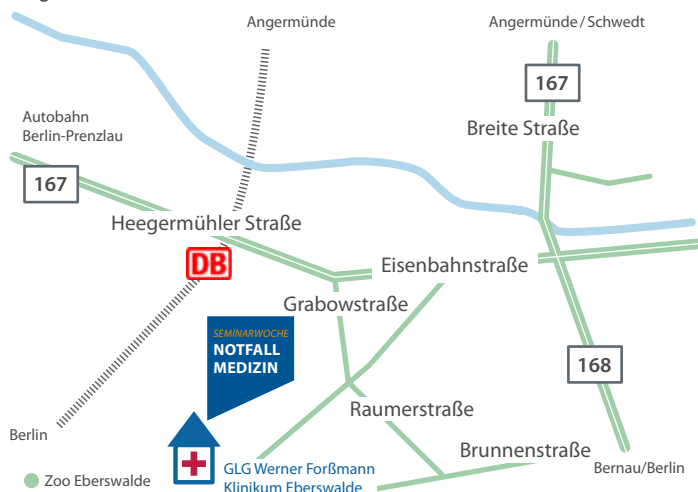 Angermünde
Angermünde / Schwedt
167
Autobahn
Berlin-Prenzlau
Breite Straße
167
Heegermühler Straße
DB
Eisenbahnstraße
Grabowstraße
SEMINARWOCHE
NOTFALL
MEDIZIN
168
Raumerstraße
Berlin
Brunnenstraße
GLG Werner Forßmann
Klinikum Eberswalde
Bernau/Berlin
Zoo Eberswalde